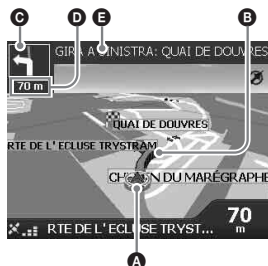 C D E B
GIRA A SINISTRA: QUAI DE DOUVRES
70 m
QUAI DE DOUVRES
RTE DE L'ECLUSE TRYSTRAM
CH N DU MARÉGRAPHE
RTE DE L'ECLUSE TRYST...
70
m
A